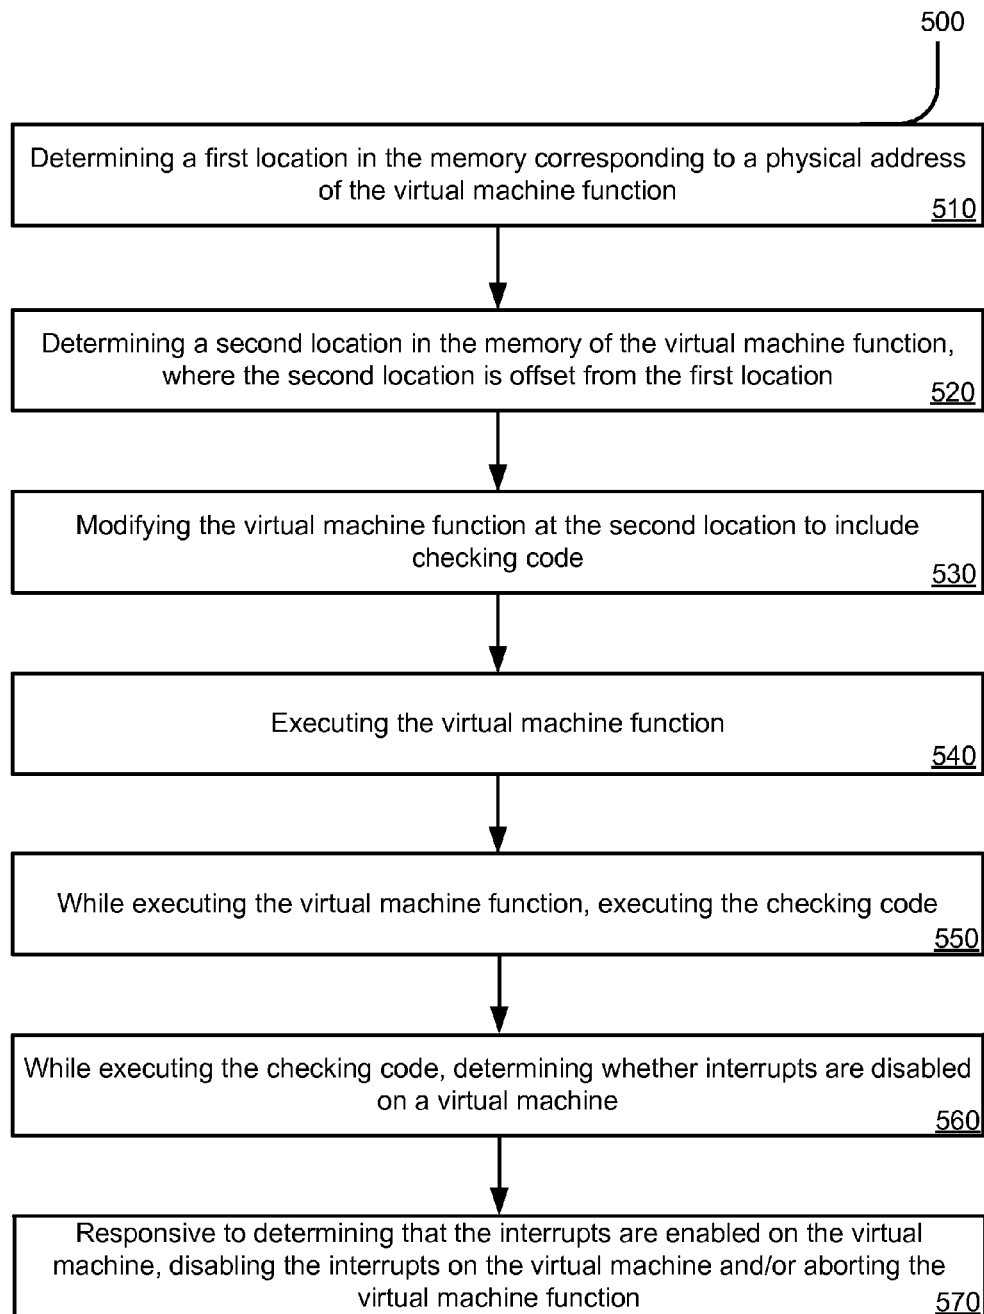 500
Determining a first location in the memory corresponding to a physical address
of the virtual machine function
510
Determining a second location in the memory of the virtual machine function,
where the second location is offset from the first location
520
Modifying the virtual machine function at the second location to include
checking code
530
Executing the virtual machine function
540
While executing the virtual machine function, executing the checking code
550
While executing the checking code, determining whether interrupts are disabled
on a virtual machine
560
Responsive to determining that the interrupts are enabled on the virtual
machine, disabling the interrupts on the virtual machine and/or aborting the
virtual machine function
570